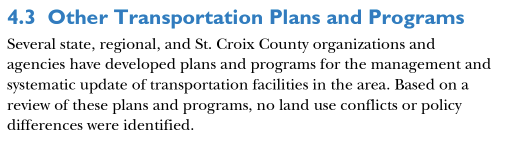 4.3 Other Transportation Plans and Programs
Several state, regional, and St. Croix County organizations and
agencies have developed plans and programs for the management and
systematic update of transportation facilities in the area. Based on a
review of these plans and programs, no land use conflicts or policy
differences were identified.